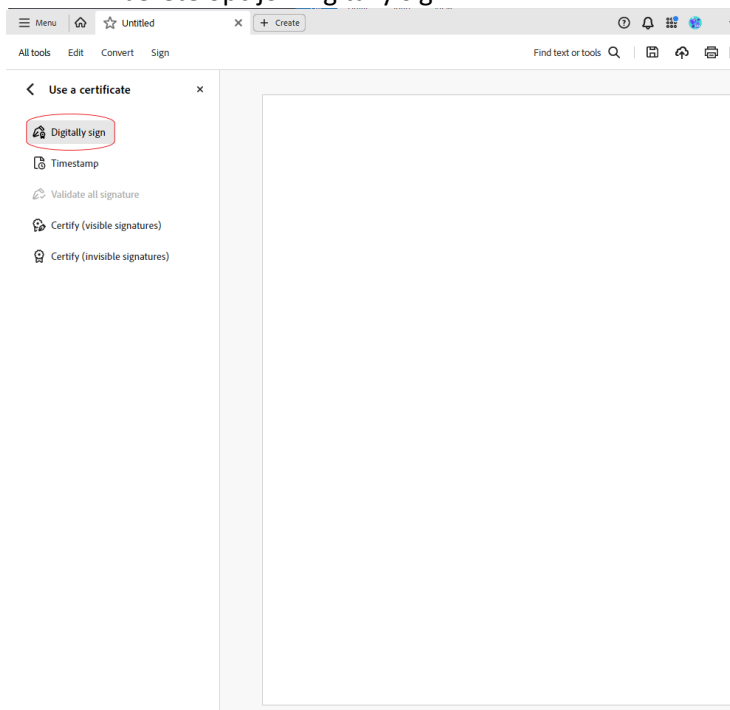 Menu Untitled + Create
All tools Edit Convert Sign Find text or tools
Use a certificate
Digitally sign
Timestamp
Validate all signature
Certify (visible signatures)
Certify (invisible signatures)